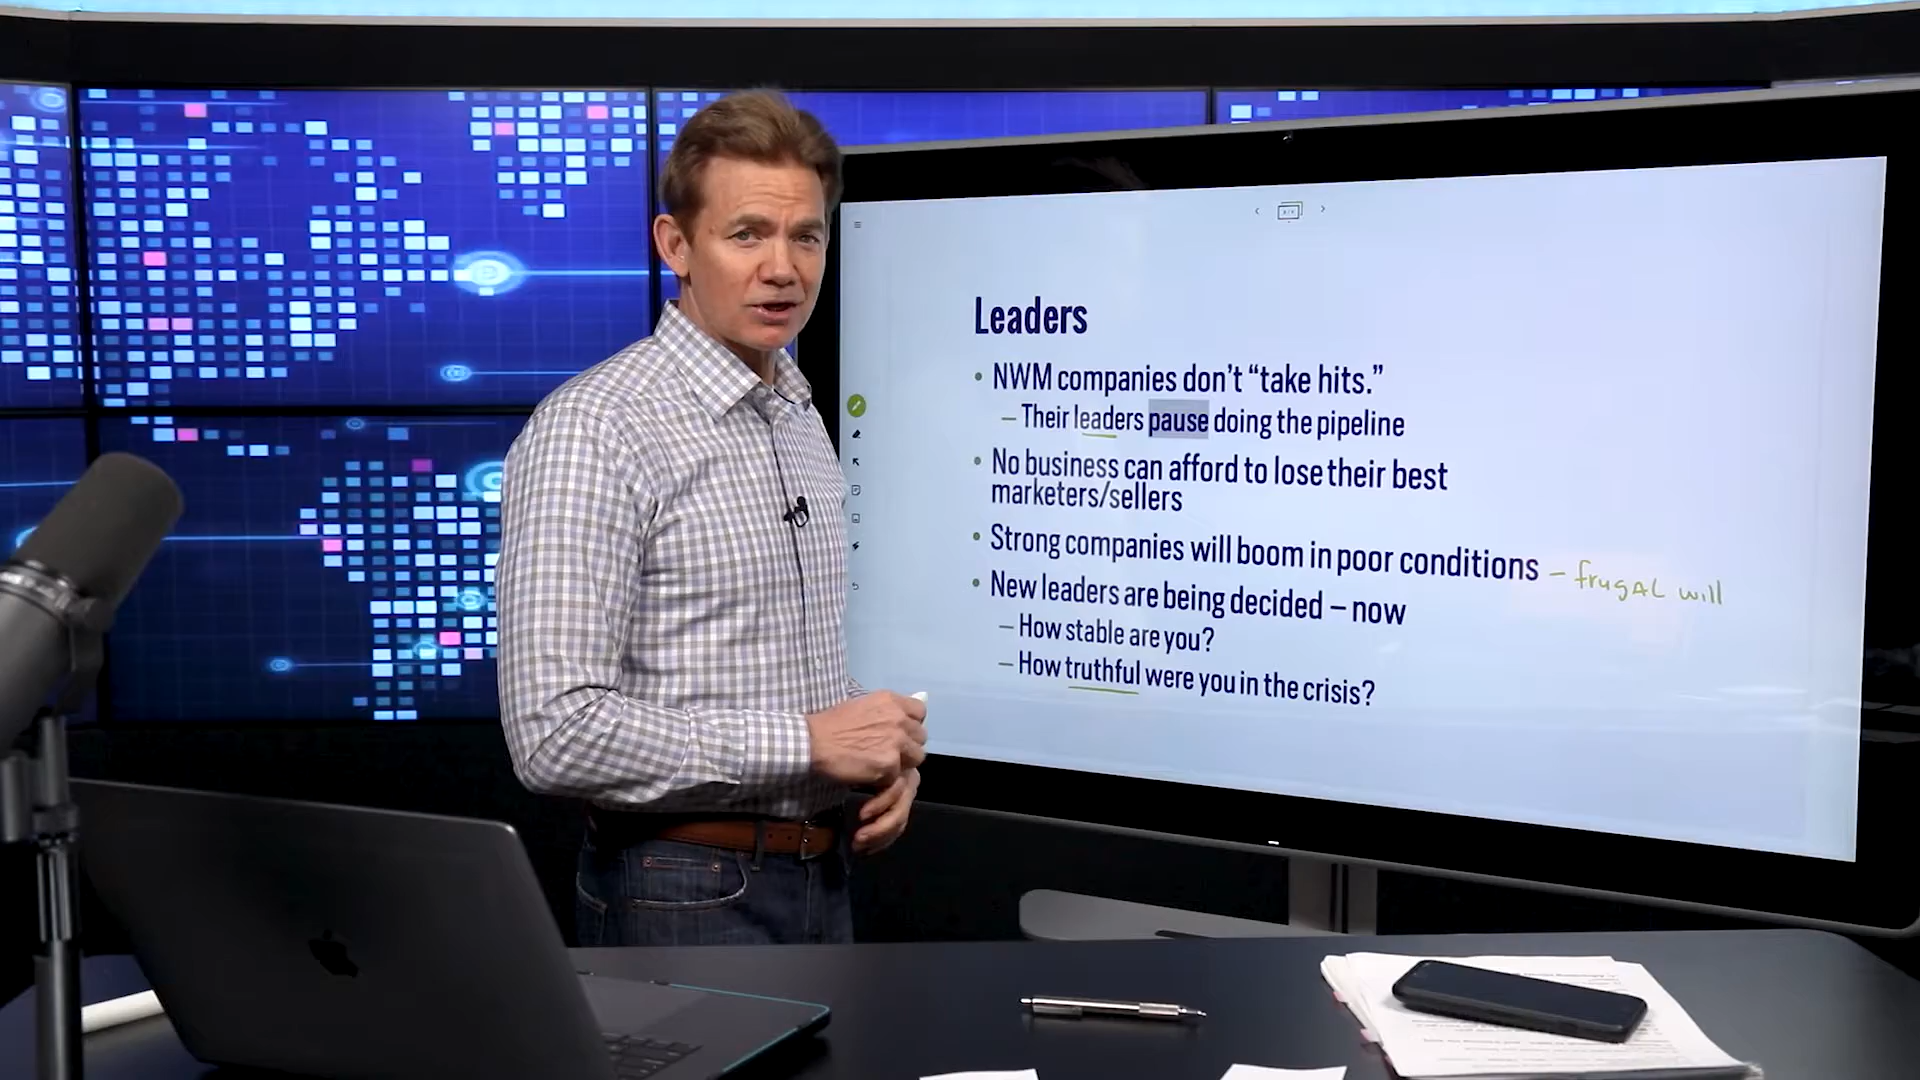 Leaders
• NWM companies don’t “take hits.”
– Their leaders pause doing the pipeline
• No business can afford to lose their best
marketers/sellers
• Strong companies will boom in poor conditions – frugAL will
• New leaders are being decided – now
– How stable are you?
– How truthful were you in the crisis?